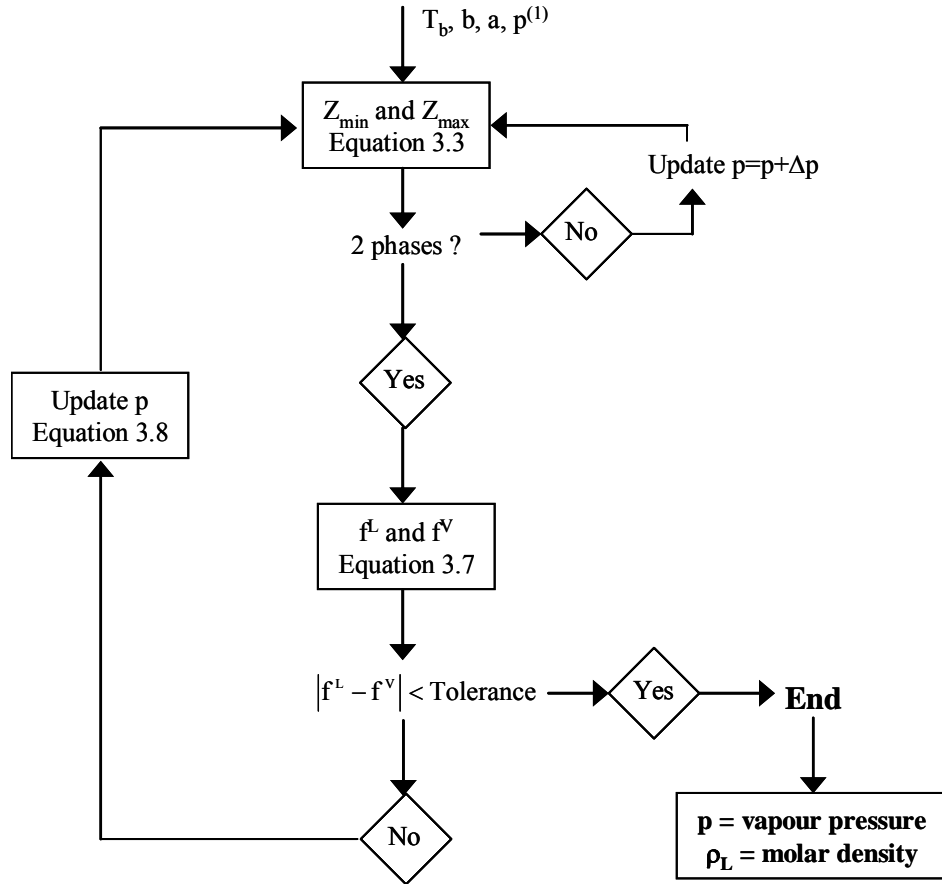 T_b, b, a, p^(1)
Z_min and Z_max
Equation 3.3
Update p=p+Δp
2 phases ?
No
Yes
Update p
Equation 3.8
f^L and f^V
Equation 3.7
|f^L − f^V| < Tolerance
Yes
End
No
p = vapour pressure
ρ_L = molar density